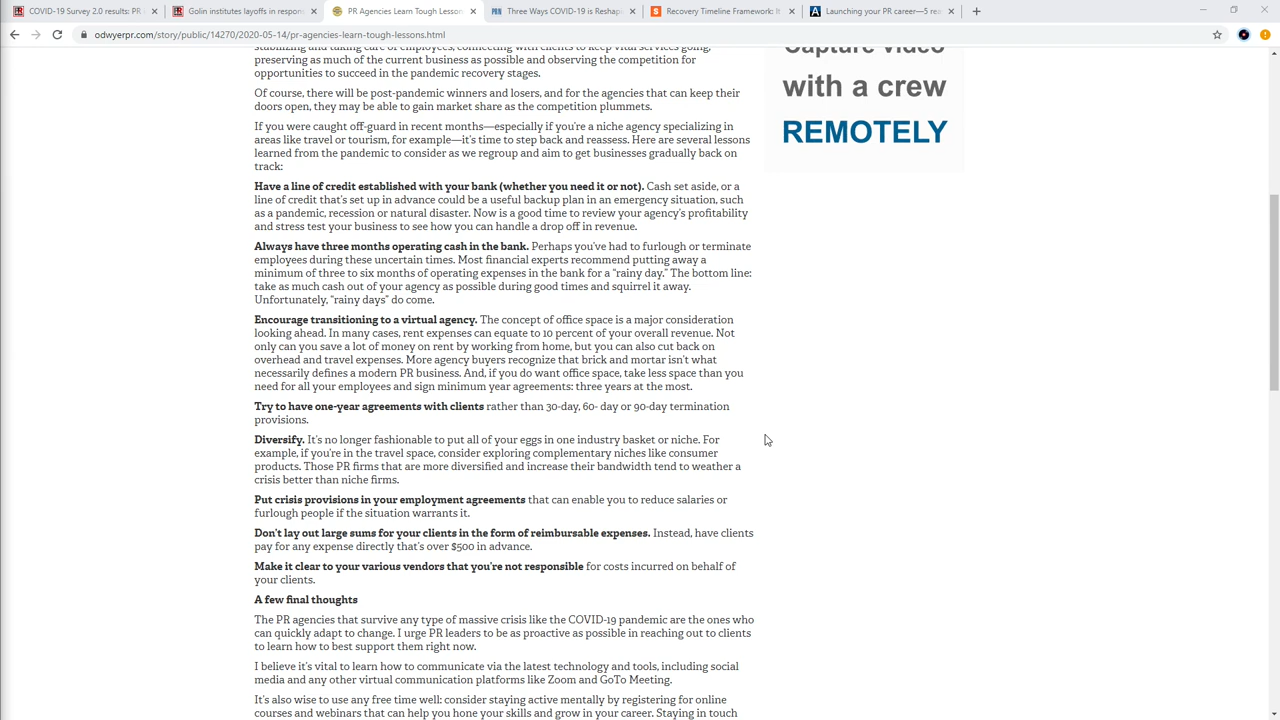 COVID-19 Survey 2.0 results: PR
Golin institutes layoffs in respon
PR Agencies Learn Tough Lesson
Three Ways COVID-19 is Reshap
Recovery Timeline Framework: It
Launching your PR career—5 rea
odwyerpr.com/story/public/14270/2020-05-14/pr-agencies-learn-tough-lessons.html
stabilizing and taking care of employees, connecting with clients to keep vital services going,
preserving as much of the current business as possible and observing the competition for
opportunities to succeed in the pandemic recovery stages.
Of course, there will be post-pandemic winners and losers, and for the agencies that can keep their
doors open, they may be able to gain market share as the competition plummets.
If you were caught off-guard in recent months—especially if you're a niche agency specializing in
areas like travel or tourism, for example—it's time to step back and reassess. Here are several lessons
learned from the pandemic to consider as we regroup and aim to get businesses gradually back on
track:
Have a line of credit established with your bank (whether you need it or not). Cash set aside, or a
line of credit that's set up in advance could be a useful backup plan in an emergency situation, such
as a pandemic, recession or natural disaster. Now is a good time to review your agency's profitability
and stress test your business to see how you can handle a drop off in revenue.
Always have three months operating cash in the bank. Perhaps you've had to furlough or terminate
employees during these uncertain times. Most financial experts recommend putting away a
minimum of three to six months of operating expenses in the bank for a "rainy day." The bottom line:
take as much cash out of your agency as possible during good times and squirrel it away.
Unfortunately, "rainy days" do come.
Encourage transitioning to a virtual agency. The concept of office space is a major consideration
looking ahead. In many cases, rent expenses can equate to 10 percent of your overall revenue. Not
only can you save a lot of money on rent by working from home, but you can also cut back on
overhead and travel expenses. More agency buyers recognize that brick and mortar isn't what
necessarily defines a modern PR business. And, if you do want office space, take less space than you
need for all your employees and sign minimum year agreements: three years at the most.
Try to have one-year agreements with clients rather than 30-day, 60- day or 90-day termination
provisions.
Diversify. It's no longer fashionable to put all of your eggs in one industry basket or niche. For
example, if you're in the travel space, consider exploring complementary niches like consumer
products. Those PR firms that are more diversified and increase their bandwidth tend to weather a
crisis better than niche firms.
Put crisis provisions in your employment agreements that can enable you to reduce salaries or
furlough people if the situation warrants it.
Don't lay out large sums for your clients in the form of reimbursable expenses. Instead, have clients
pay for any expense directly that's over $500 in advance.
Make it clear to your various vendors that you're not responsible for costs incurred on behalf of
your clients.
A few final thoughts
The PR agencies that survive any type of massive crisis like the COVID-19 pandemic are the ones who
can quickly adapt to change. I urge PR leaders to be as proactive as possible in reaching out to clients
to learn how to best support them right now.
I believe it's vital to learn how to communicate via the latest technology and tools, including social
media and any other virtual communication platforms like Zoom and GoTo Meeting.
It's also wise to use any free time well: consider staying active mentally by registering for online
courses and webinars that can help you hone your skills and grow in your career. Staying in touch
Capture video
with a crew
REMOTELY